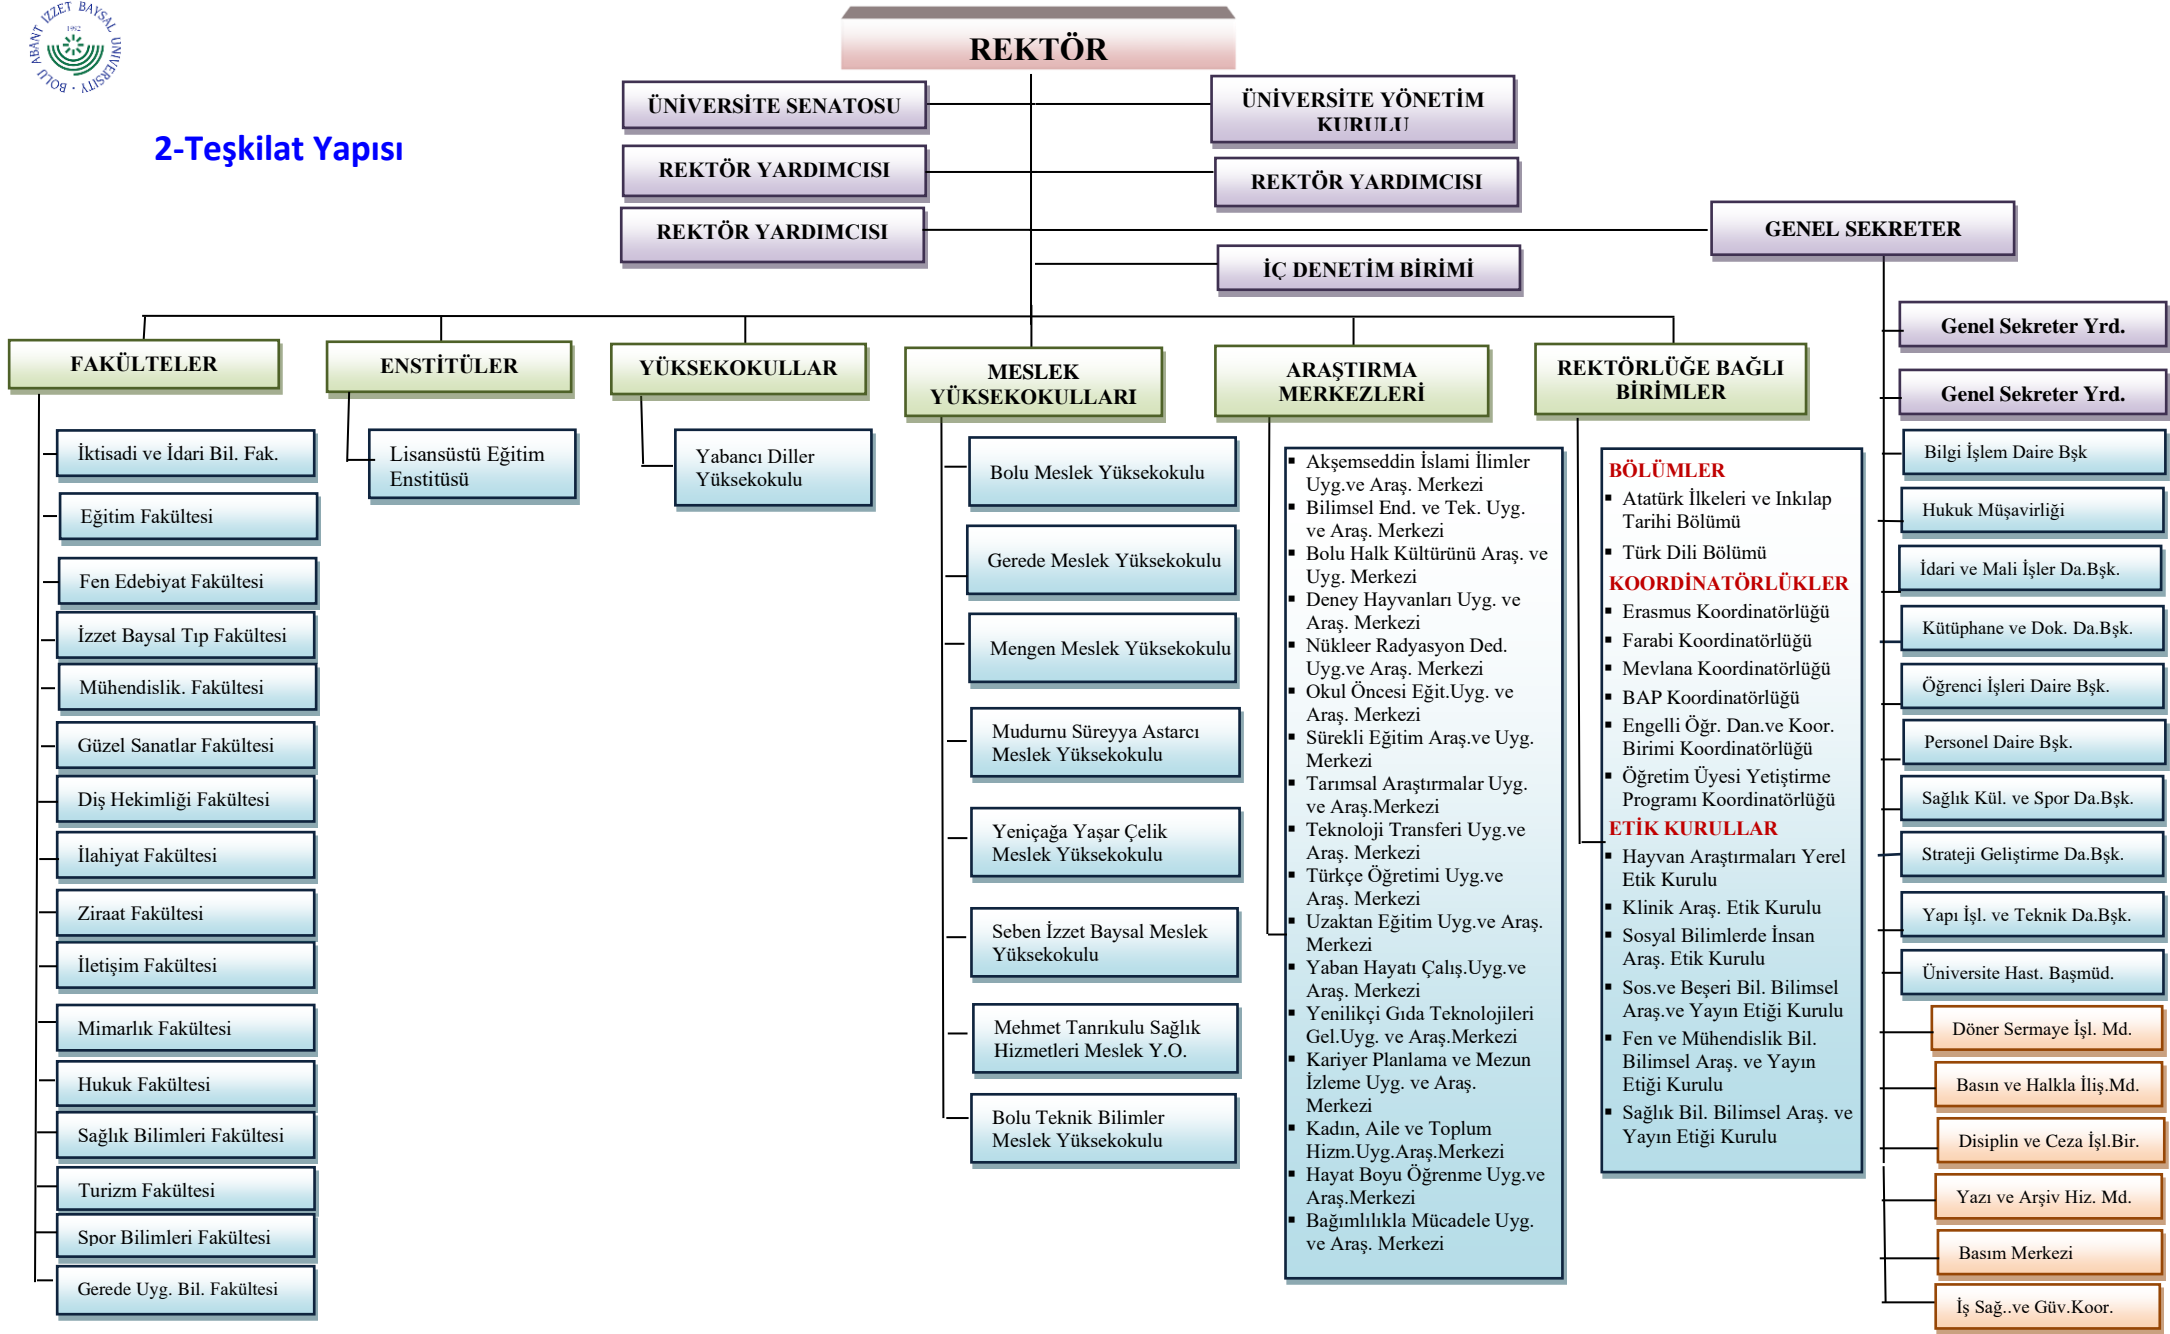 BOLU ABANT IZZET BAYSAL UNIVERSITY
1992
2-Teşkilat Yapısı
REKTÖR
ÜNİVERSİTE SENATOSU
ÜNİVERSİTE YÖNETİM
KURULU
REKTÖR YARDIMCISI
REKTÖR YARDIMCISI
REKTÖR YARDIMCISI
GENEL SEKRETER
İÇ DENETİM BİRİMİ
FAKÜLTELER
İktisadi ve İdari Bil. Fak.
Eğitim Fakültesi
Fen Edebiyat Fakültesi
İzzet Baysal Tıp Fakültesi
Mühendislik. Fakültesi
Güzel Sanatlar Fakültesi
Diş Hekimliği Fakültesi
İlahiyat Fakültesi
Ziraat Fakültesi
İletişim Fakültesi
Mimarlık Fakültesi
Hukuk Fakültesi
Sağlık Bilimleri Fakültesi
Turizm Fakültesi
Spor Bilimleri Fakültesi
Gerede Uyg. Bil. Fakültesi
ENSTİTÜLER
Lisansüstü Eğitim
Enstitüsü
YÜKSEKOKULLAR
Yabancı Diller
Yüksekokulu
MESLEK
YÜKSEKOKULLARI
Bolu Meslek Yüksekokulu
Gerede Meslek Yüksekokulu
Mengen Meslek Yüksekokulu
Mudurnu Süreyya Astarcı
Meslek Yüksekokulu
Yeniçağa Yaşar Çelik
Meslek Yüksekokulu
Seben İzzet Baysal Meslek
Yüksekokulu
Mehmet Tanrıkulu Sağlık
Hizmetleri Meslek Y.O.
Bolu Teknik Bilimler
Meslek Yüksekokulu
ARAŞTIRMA
MERKEZLERİ
▪ Akşemseddin İslami İlimler
Uyg.ve Araş. Merkezi
▪ Bilimsel End. ve Tek. Uyg.
ve Araş. Merkezi
▪ Bolu Halk Kültürünü Araş. ve
Uyg. Merkezi
▪ Deney Hayvanları Uyg. ve
Araş. Merkezi
▪ Nükleer Radyasyon Ded.
Uyg.ve Araş. Merkezi
▪ Okul Öncesi Eğit.Uyg. ve
Araş. Merkezi
▪ Sürekli Eğitim Araş.ve Uyg.
Merkezi
▪ Tarımsal Araştırmalar Uyg.
ve Araş.Merkezi
▪ Teknoloji Transferi Uyg.ve
Araş. Merkezi
▪ Türkçe Öğretimi Uyg.ve
Araş. Merkezi
▪ Uzaktan Eğitim Uyg.ve Araş.
Merkezi
▪ Yaban Hayatı Çalış.Uyg.ve
Araş. Merkezi
▪ Yenilikçi Gıda Teknolojileri
Gel.Uyg. ve Araş.Merkezi
▪ Kariyer Planlama ve Mezun
İzleme Uyg. ve Araş.
Merkezi
▪ Kadın, Aile ve Toplum
Hizm.Uyg.Araş.Merkezi
▪ Hayat Boyu Öğrenme Uyg.ve
Araş.Merkezi
▪ Bağımlılıkla Mücadele Uyg.
ve Araş. Merkezi
REKTÖRLÜĞE BAĞLI
BİRİMLER
BÖLÜMLER
▪ Atatürk İlkeleri ve Inkılap
Tarihi Bölümü
▪ Türk Dili Bölümü
KOORDİNATÖRLÜKLER
▪ Erasmus Koordinatörlüğü
▪ Farabi Koordinatörlüğü
▪ Mevlana Koordinatörlüğü
▪ BAP Koordinatörlüğü
▪ Engelli Öğr. Dan.ve Koor.
Birimi Koordinatörlüğü
▪ Öğretim Üyesi Yetiştirme
Programı Koordinatörlüğü
ETİK KURULLAR
▪ Hayvan Araştırmaları Yerel
Etik Kurulu
▪ Klinik Araş. Etik Kurulu
▪ Sosyal Bilimlerde İnsan
Araş. Etik Kurulu
▪ Sos.ve Beşeri Bil. Bilimsel
Araş.ve Yayın Etiği Kurulu
▪ Fen ve Mühendislik Bil.
Bilimsel Araş. ve Yayın
Etiği Kurulu
▪ Sağlık Bil. Bilimsel Araş. ve
Yayın Etiği Kurulu
Genel Sekreter Yrd.
Genel Sekreter Yrd.
Bilgi İşlem Daire Bşk
Hukuk Müşavirliği
İdari ve Mali İşler Da.Bşk.
Kütüphane ve Dok. Da.Bşk.
Öğrenci İşleri Daire Bşk.
Personel Daire Bşk.
Sağlık Kül. ve Spor Da.Bşk.
Strateji Geliştirme Da.Bşk.
Yapı İşl. ve Teknik Da.Bşk.
Üniversite Hast. Başmüd.
Döner Sermaye İşl. Md.
Basın ve Halkla İliş.Md.
Disiplin ve Ceza İşl.Bir.
Yazı ve Arşiv Hiz. Md.
Basım Merkezi
İş Sağ..ve Güv.Koor.